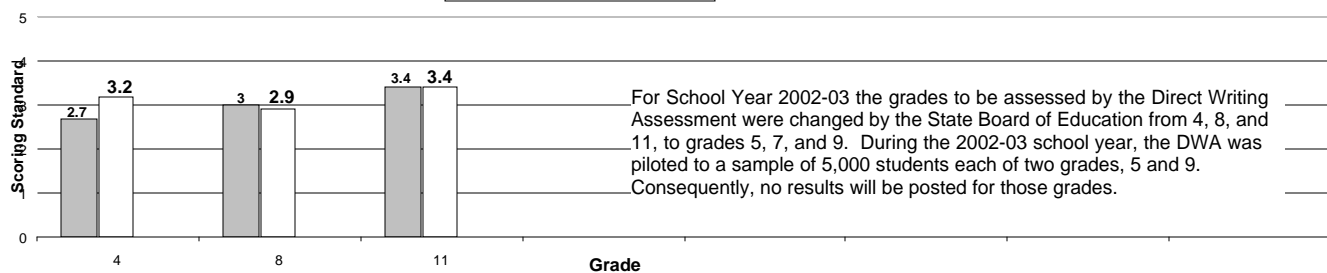 5
4
3
2
1
0
Scoring Standard
2.7
3.2
3
2.9
3.4
3.4
For School Year 2002-03 the grades to be assessed by the Direct Writing
Assessment were changed by the State Board of Education from 4, 8, and
11, to grades 5, 7, and 9. During the 2002-03 school year, the DWA was
piloted to a sample of 5,000 students each of two grades, 5 and 9.
Consequently, no results will be posted for those grades.
4
8
11
Grade